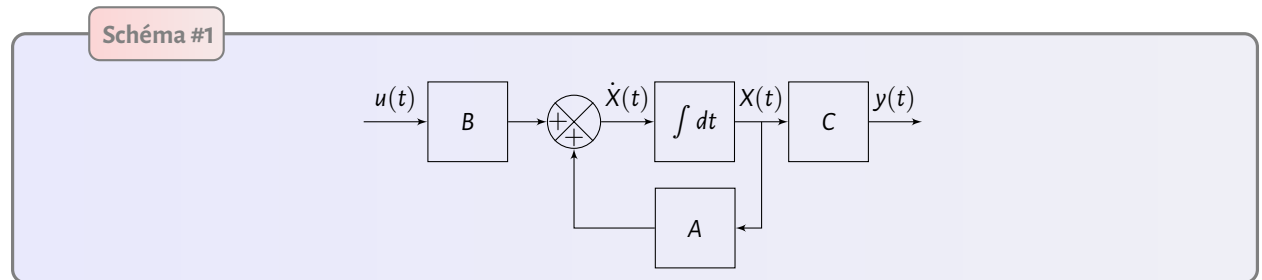 Schéma #1
u(t) B + + Ẋ(t) ∫ dt X(t) C y(t)
A